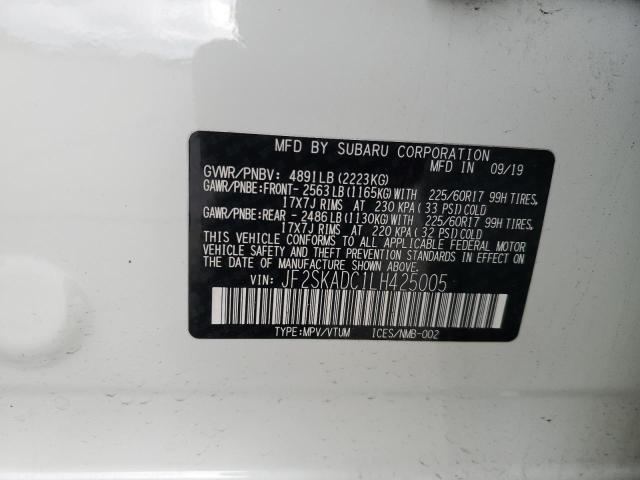 MFD BY SUBARU CORPORATION
MFD IN 09/19
GVWR/PNBV: 4891LB(2223KG)
GAWR/PNBE:FRONT- 2563LB(1165KG)WITH 225/60R17 99H TIRES,
17x7J RIMS AT 230 KPA(33 PSI)COLD
GAWR/PNBE:REAR - 2486LB(1130KG)WITH 225/60R17 99H TIRES,
17x7J RIMS AT 220 KPA(32 PSI)COLD
THIS VEHICLE CONFORMS TO ALL APPLICABLE FEDERAL MOTOR
VEHICLE SAFETY AND THEFT PREVENTION STANDARDS IN EFFECT ON
THE DATE OF MANUFACTURE SHOWN ABOVE.
VIN: JF2SKADC1LH425005
TYPE:MPV/VTUM ICES/NMB-002